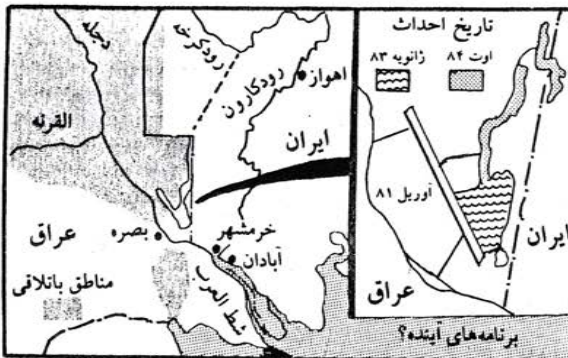 تاریخ احداث
اوت ۸۴ ژانویه ۸۳
آوریل ۸۱
ایران
عراق
برنامه‌های آینده؟
دجله
رودکرخه
رودکارون
اهواز
القرنه
ایران
خرمشهر
آبادان
بصره
عراق
شط العرب
مناطق باتلاقی